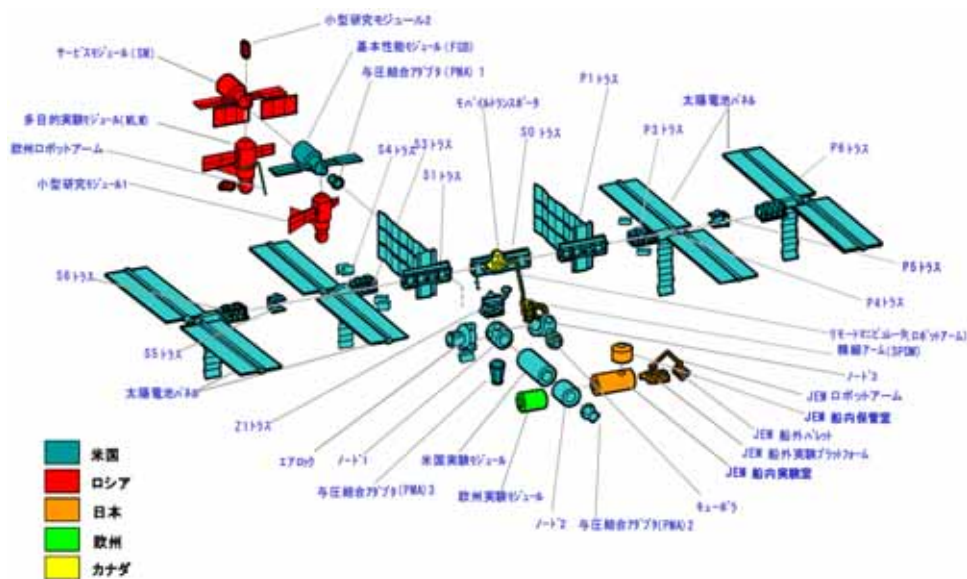 小型研究モジュール2
サービスモジュール(SM)
基本性能モジュール(FGB)
与圧結合アダプタ(PMA) 1
P1トラス
モバイルトランスポータ
太陽電池パネル
多目的実験モジュール(MLM)
S0 トラス
P3 トラス
欧州ロボットアーム
S3トラス
S4トラス
P6 トラス
小型研究モジュール1
S1トラス
S6トラス
P5トラス
P4トラス
リモートマニピュレータ(ロボットアーム)
S5トラス
精細アーム(SPDM)
ノード3
太陽電池パネル
JEM ロボットアーム
Z1トラス
JEM 船内保管室
JEM 船外パレット
エアロック
ノード1
米国実験モジュール
JEM 船外実験プラットフォーム
JEM 船内実験室
与圧結合アダプタ(PMA)3
欧州実験モジュール
キューポラ
ノード2
与圧結合アダプタ(PMA)2
米国
ロシア
日本
欧州
カナダ